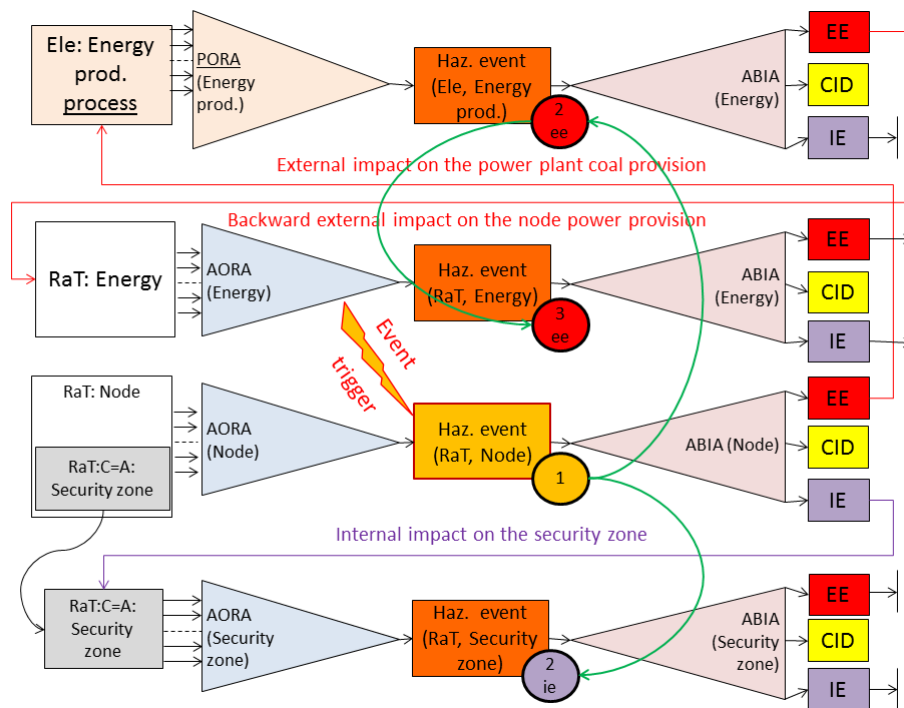 Ele: Energy
prod.
process
PORA
(Energy
prod.)
Haz. event
(Ele, Energy
prod.)
2
ee
ABIA
(Energy)
EE
CID
IE
External impact on the power plant coal provision
Backward external impact on the node power provision
RaT: Energy
AORA
(Energy)
Haz. event
(RaT, Energy)
3
ee
ABIA
(Energy)
EE
CID
IE
Event
trigger
RaT: Node
RaT:C=A:
Security zone
AORA
(Node)
Haz. event
(RaT, Node)
1
ABIA (Node)
EE
CID
IE
Internal impact on the security zone
RaT:C=A:
Security
zone
AORA
(Security
zone)
Haz. event
(RaT, Security
zone)
2
ie
ABIA
(Security
zone)
EE
CID
IE